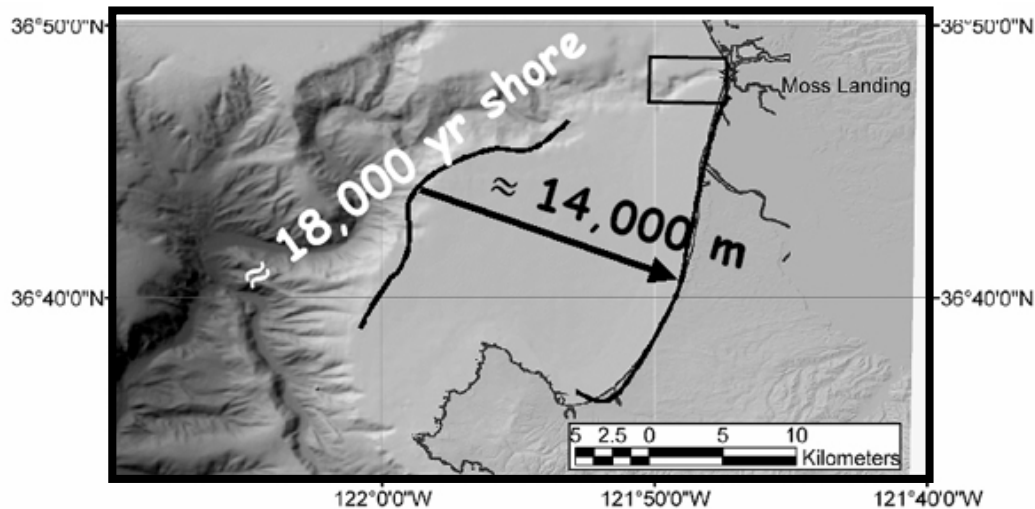 36°50'0"N
36°50'0"N
≈ 18,000 yr shore
Moss Landing
≈ 14,000 m
36°40'0"N
36°40'0"N
5 2.5 0 5 10
Kilometers
122°0'0"W
121°50'0"W
121°40'0"W